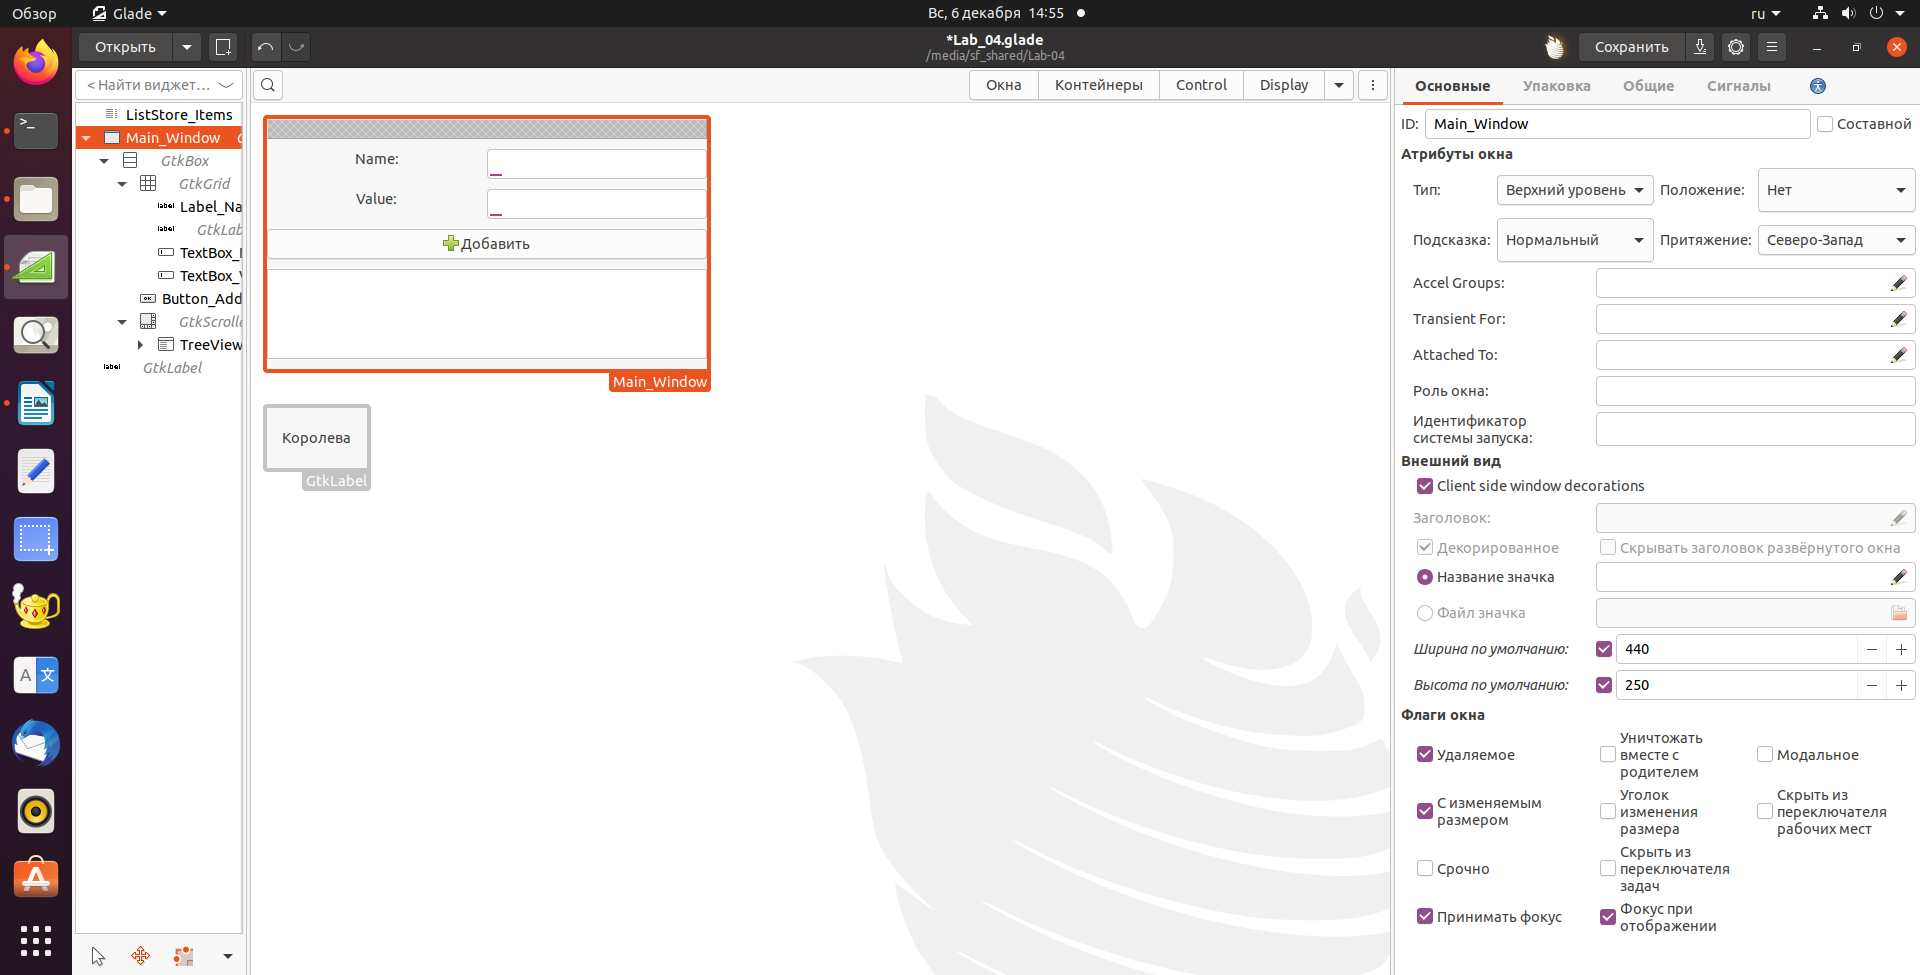 Обзор
Glade
Вс, 6 декабря 14:55
ru
Открыть
*Lab_04.glade
/media/sf_shared/Lab-04
Сохранить
< Найти виджет…
Окна
Контейнеры
Control
Display
Основные
Упаковка
Общие
Сигналы
ListStore_Items
Main_Window
GtkBox
GtkGrid
Label_Na
label
GtkLab
label
TextBox_
TextBox_
Button_Add
GtkScrolle
TreeView
label
GtkLabel
Name:
Value:
Добавить
Main_Window
Королева
GtkLabel
ID:
Main_Window
Составной
Атрибуты окна
Тип:
Верхний уровень
Положение:
Нет
Подсказка:
Нормальный
Притяжение:
Северо-Запад
Accel Groups:
Transient For:
Attached To:
Роль окна:
Идентификатор
системы запуска:
Внешний вид
Client side window decorations
Заголовок:
Декорированное
Скрывать заголовок развёрнутого окна
Название значка
Файл значка
Ширина по умолчанию:
440
Высота по умолчанию:
250
Флаги окна
Удаляемое
Уничтожать
вместе с
родителем
Модальное
С изменяемым
размером
Уголок
изменения
размера
Скрыть из
переключателя
рабочих мест
Срочно
Скрыть из
переключателя
задач
Принимать фокус
Фокус при
отображении